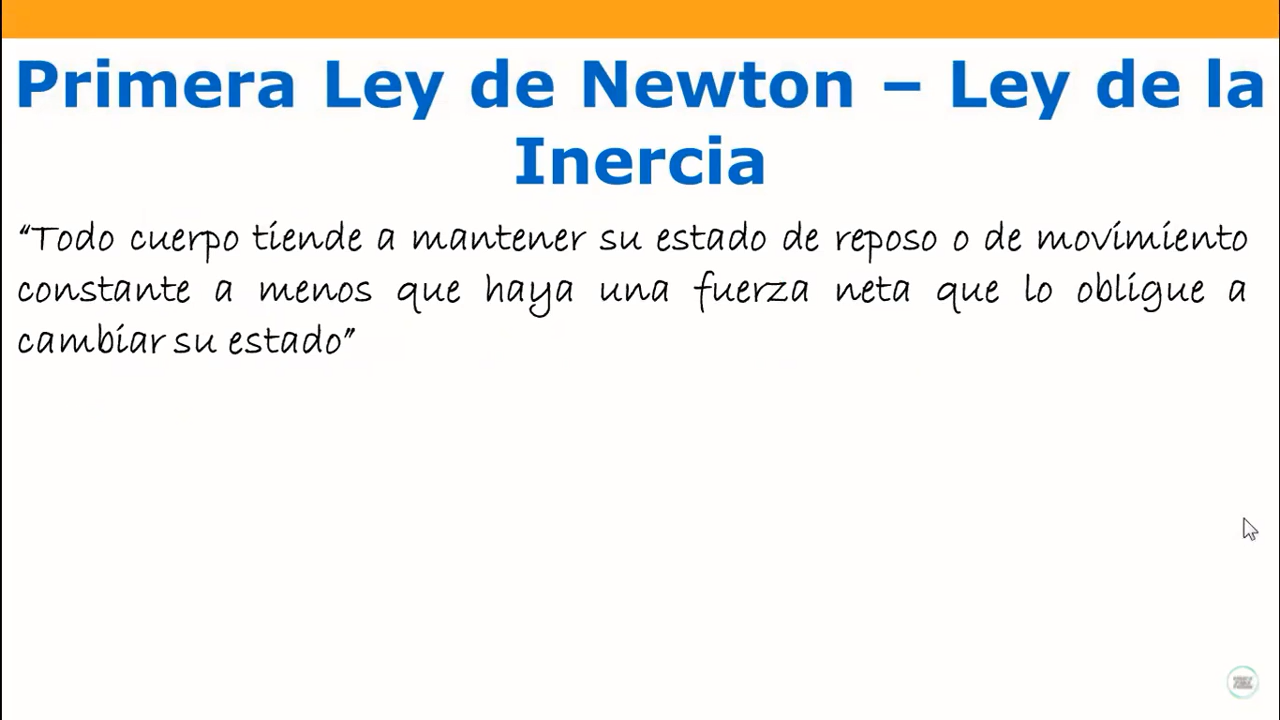 Primera Ley de Newton – Ley de la
Inercia
“Todo cuerpo tiende a mantener su estado de reposo o de movimiento
constante a menos que haya una fuerza neta que lo obligue a
cambiar su estado”